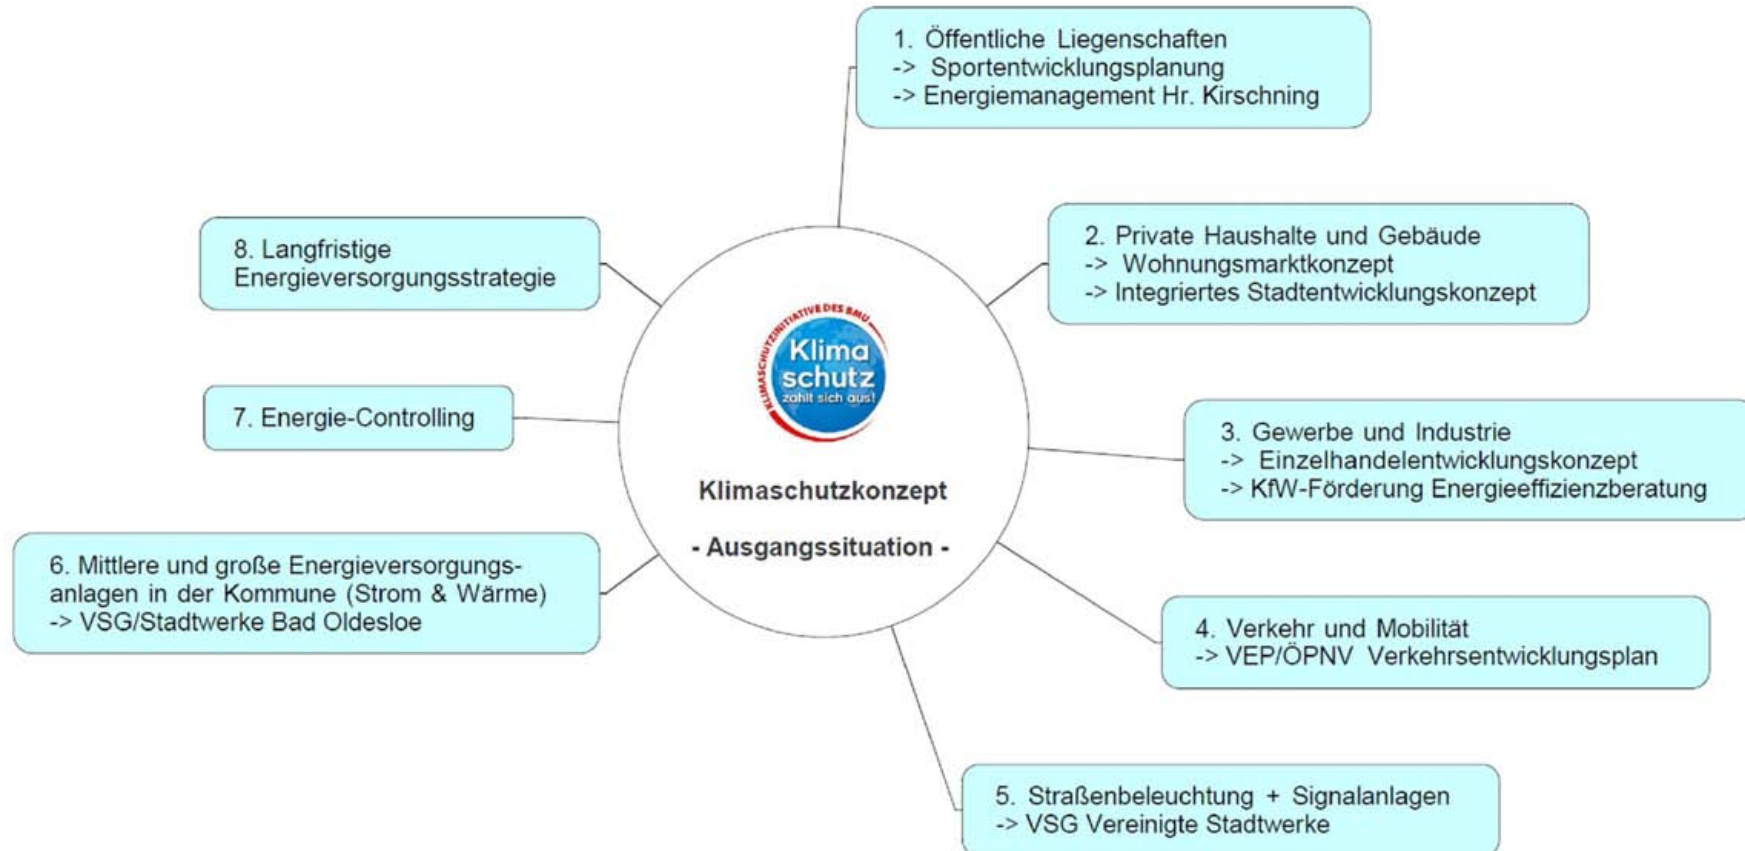 1. Öffentliche Liegenschaften
-> Sportentwicklungsplanung
-> Energiemanagement Hr. Kirschning
2. Private Haushalte und Gebäude
-> Wohnungsmarktkonzept
-> Integriertes Stadtentwicklungskonzept
3. Gewerbe und Industrie
-> Einzelhandelentwicklungskonzept
-> KfW-Förderung Energieeffizienzberatung
4. Verkehr und Mobilität
-> VEP/ÖPNV Verkehrsentwicklungsplan
5. Straßenbeleuchtung + Signalanlagen
-> VSG Vereinigte Stadtwerke
6. Mittlere und große Energieversorgungs-
anlagen in der Kommune (Strom & Wärme)
-> VSG/Stadtwerke Bad Oldesloe
7. Energie-Controlling
8. Langfristige
Energieversorgungsstrategie
KLIMASCHUTZINITIATIVE DES BMU
Klima
schutz
zahlt sich aus!
Klimaschutzkonzept
- Ausgangssituation -